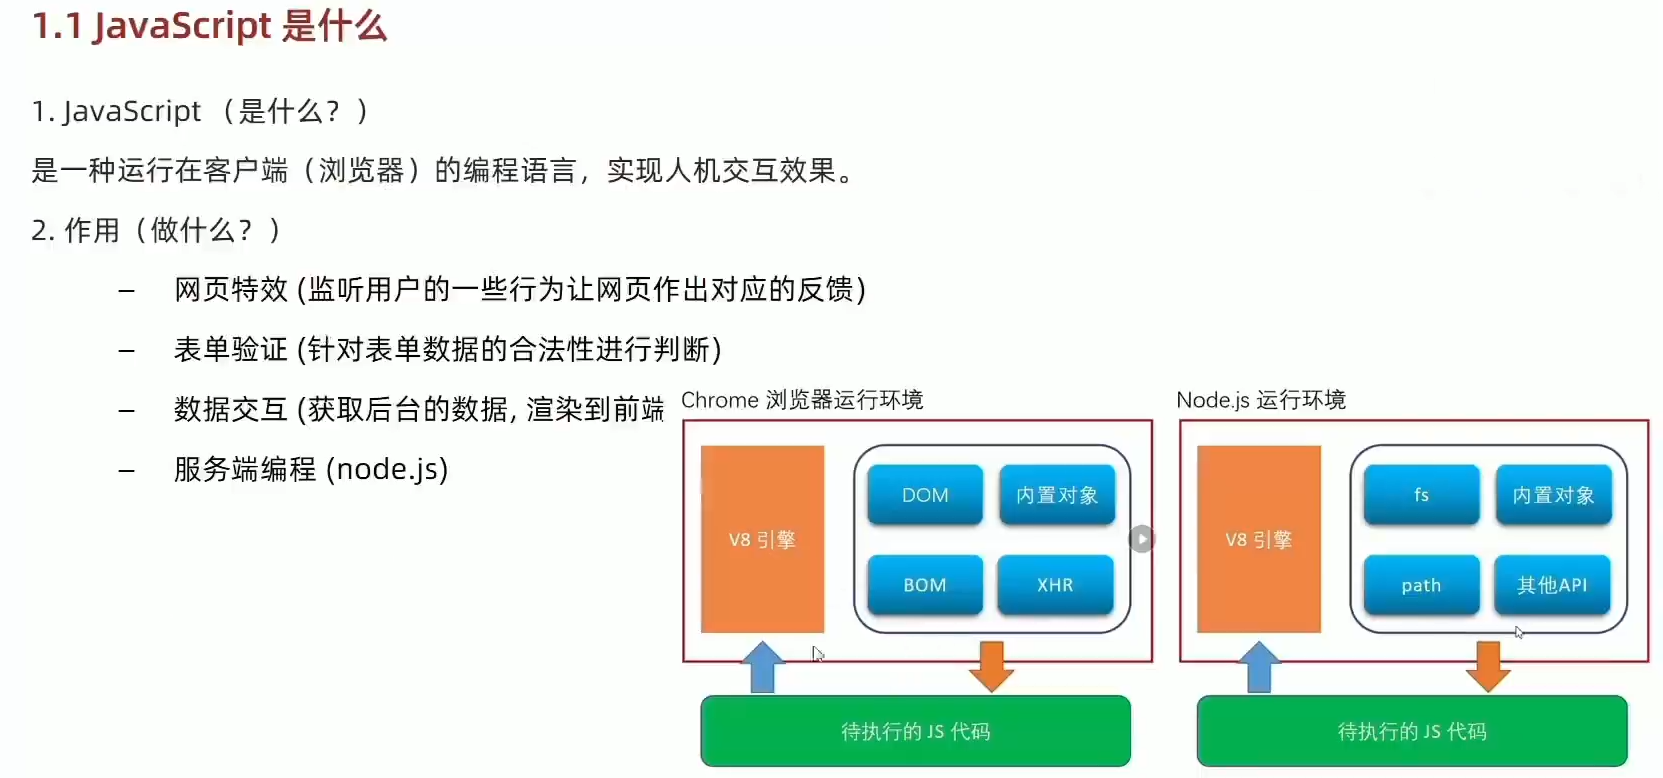 1.1 JavaScript 是什么
1. JavaScript （是什么？）
是一种运行在客户端（浏览器）的编程语言，实现人机交互效果。
2. 作用（做什么？）
– 网页特效 (监听用户的一些行为让网页作出对应的反馈)
– 表单验证 (针对表单数据的合法性进行判断)
– 数据交互 (获取后台的数据, 渲染到前端
– 服务端编程 (node.js)
Chrome 浏览器运行环境
V8 引擎
DOM
内置对象
BOM
XHR
待执行的 JS 代码
Node.js 运行环境
V8 引擎
fs
内置对象
path
其他API
待执行的 JS 代码